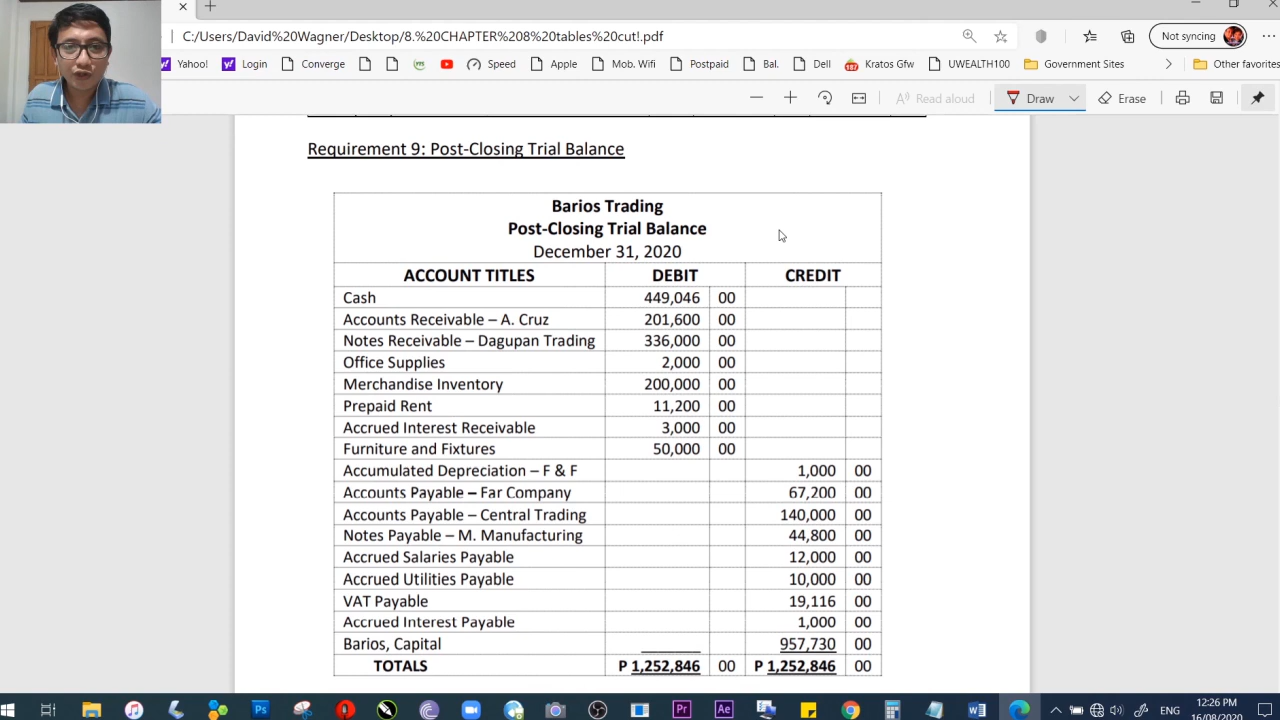 C:/Users/David%20Wagner/Desktop/8.%20CHAPTER%208%20tables%20cut!.pdf
Not syncing
Yahoo! Login Converge Speed Apple Mob. Wifi Postpaid Bal. Dell Kratos Gfw UWEALTH100 Government Sites Other favorites
Read aloud Draw Erase
Requirement 9: Post-Closing Trial Balance
Barios Trading
Post-Closing Trial Balance
December 31, 2020
ACCOUNT TITLES DEBIT CREDIT
Cash 449,046 00
Accounts Receivable – A. Cruz 201,600 00
Notes Receivable – Dagupan Trading 336,000 00
Office Supplies 2,000 00
Merchandise Inventory 200,000 00
Prepaid Rent 11,200 00
Accrued Interest Receivable 3,000 00
Furniture and Fixtures 50,000 00
Accumulated Depreciation – F & F 1,000 00
Accounts Payable – Far Company 67,200 00
Accounts Payable – Central Trading 140,000 00
Notes Payable – M. Manufacturing 44,800 00
Accrued Salaries Payable 12,000 00
Accrued Utilities Payable 10,000 00
VAT Payable 19,116 00
Accrued Interest Payable 1,000 00
Barios, Capital 957,730 00
TOTALS P 1,252,846 00 P 1,252,846 00
ENG
12:26 PM
16/08/2020